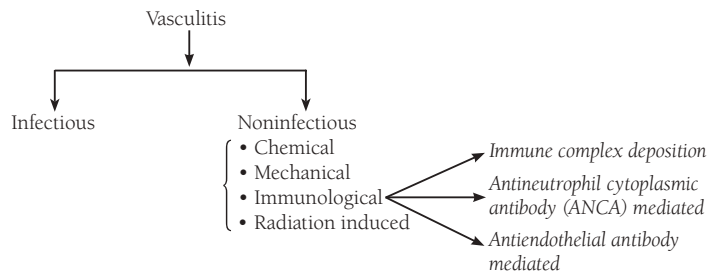 Vasculitis
Infectious
Noninfectious
• Chemical
• Mechanical
• Immunological
• Radiation induced
Immune complex deposition
Antineutrophil cytoplasmic
antibody (ANCA) mediated
Antiendothelial antibody
mediated